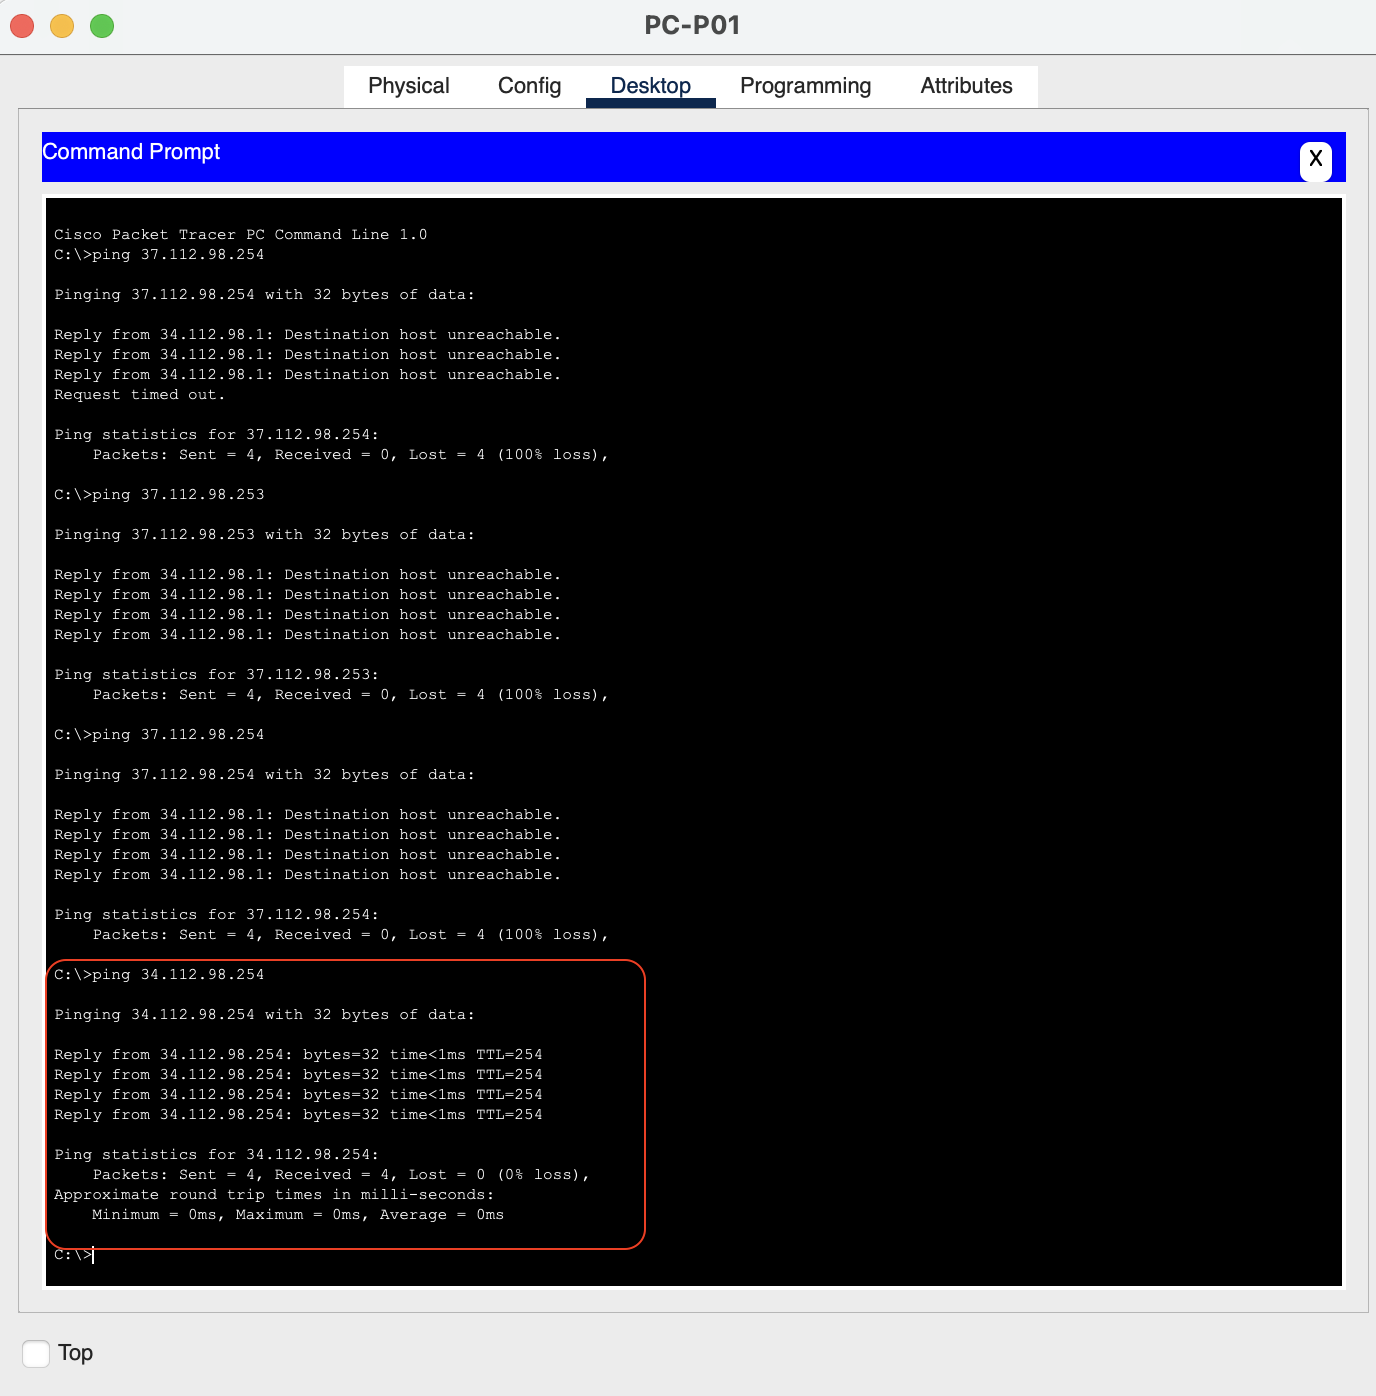 PC-P01
Physical Config Desktop Programming Attributes
Command Prompt
X
Cisco Packet Tracer PC Command Line 1.0
C:\>ping 37.112.98.254
Pinging 37.112.98.254 with 32 bytes of data:
Reply from 34.112.98.1: Destination host unreachable.
Reply from 34.112.98.1: Destination host unreachable.
Reply from 34.112.98.1: Destination host unreachable.
Request timed out.
Ping statistics for 37.112.98.254:
    Packets: Sent = 4, Received = 0, Lost = 4 (100% loss),
C:\>ping 37.112.98.253
Pinging 37.112.98.253 with 32 bytes of data:
Reply from 34.112.98.1: Destination host unreachable.
Reply from 34.112.98.1: Destination host unreachable.
Reply from 34.112.98.1: Destination host unreachable.
Reply from 34.112.98.1: Destination host unreachable.
Ping statistics for 37.112.98.253:
    Packets: Sent = 4, Received = 0, Lost = 4 (100% loss),
C:\>ping 37.112.98.254
Pinging 37.112.98.254 with 32 bytes of data:
Reply from 34.112.98.1: Destination host unreachable.
Reply from 34.112.98.1: Destination host unreachable.
Reply from 34.112.98.1: Destination host unreachable.
Reply from 34.112.98.1: Destination host unreachable.
Ping statistics for 37.112.98.254:
    Packets: Sent = 4, Received = 0, Lost = 4 (100% loss),
C:\>ping 34.112.98.254
Pinging 34.112.98.254 with 32 bytes of data:
Reply from 34.112.98.254: bytes=32 time<1ms TTL=254
Reply from 34.112.98.254: bytes=32 time<1ms TTL=254
Reply from 34.112.98.254: bytes=32 time<1ms TTL=254
Reply from 34.112.98.254: bytes=32 time<1ms TTL=254
Ping statistics for 34.112.98.254:
    Packets: Sent = 4, Received = 4, Lost = 0 (0% loss),
Approximate round trip times in milli-seconds:
    Minimum = 0ms, Maximum = 0ms, Average = 0ms
C:\>
Top